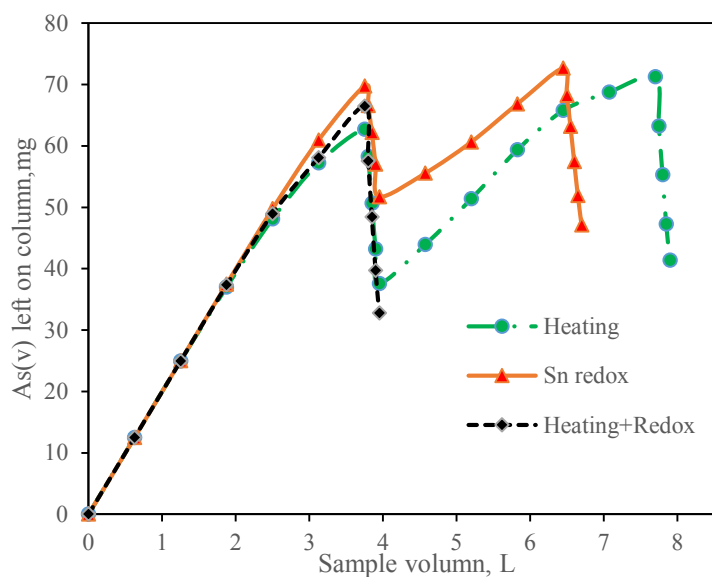 As(v) left on column,mg
80
70
60
50
40
30
20
10
0
Heating
Sn redox
Heating+Redox
0 1 2 3 4 5 6 7 8
Sample volumn, L